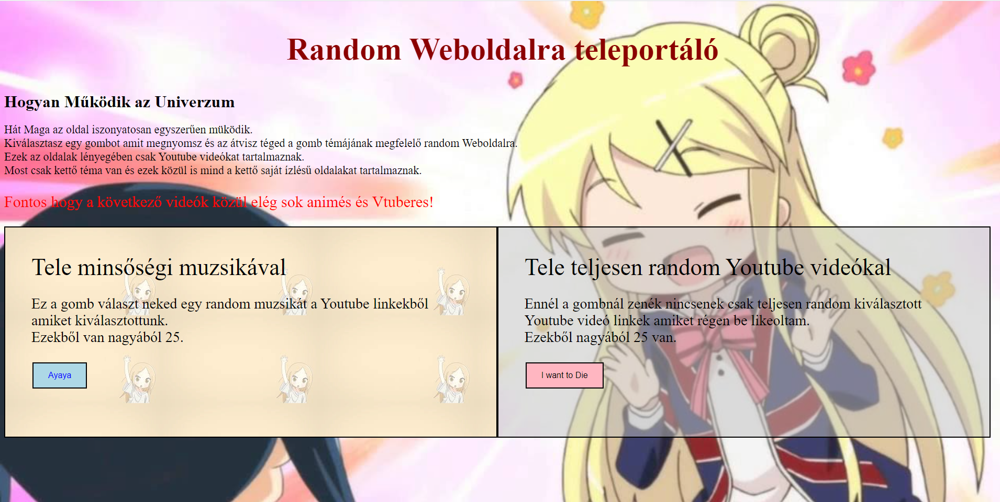 Random Weboldalra teleportáló
Hogyan Működik az Univerzum
Hát Maga az oldal iszonyatosan egyszerűen müködik.
Kiválasztasz egy gombot amit megnyomsz és az átvisz téged a gomb témájának megfelelő random Weboldalra.
Ezek az oldalak lényegében csak Youtube videókat tartalmaznak.
Most csak kettő téma van és ezek közül is mind a kettő saját ízlésű oldalakat tartalmaznak.
Fontos hogy a következő videók közül elég sok animés és Vtuberes!
Tele minsőségi muzsikával
Ez a gomb választ neked egy random muzsikát a Youtube linkekből
amiket kiválasztottunk.
Ezekből van nagyából 25.
Ayaya
Tele teljesen random Youtube videókal
Ennél a gombnál zenék nincsenek csak teljesen random kiválasztott
Youtube videó linkek amiket régen be likeoltam.
Ezekből nagyából 25 van.
I want to Die